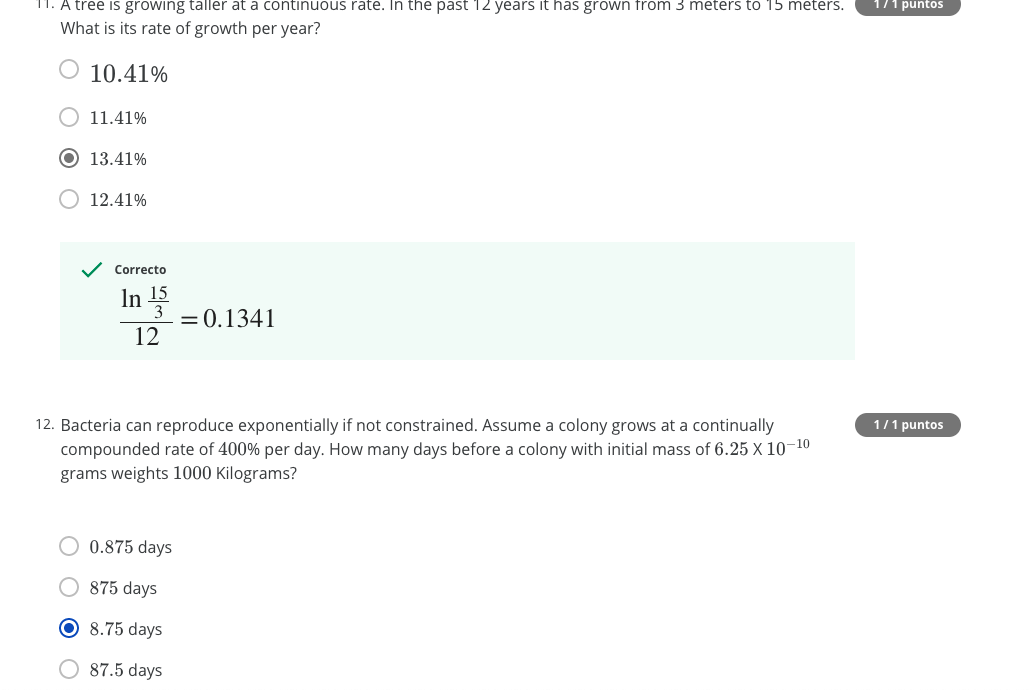 11. A tree is growing taller at a continuous rate. In the past 12 years it has grown from 3 meters to 15 meters. 1 / 1 puntos
What is its rate of growth per year?
10.41%
11.41%
13.41%
12.41%
Correcto
ln 15/3 / 12 = 0.1341
12. Bacteria can reproduce exponentially if not constrained. Assume a colony grows at a continually 1 / 1 puntos
compounded rate of 400% per day. How many days before a colony with initial mass of 6.25 X 10⁻¹⁰
grams weights 1000 Kilograms?
0.875 days
875 days
8.75 days
87.5 days